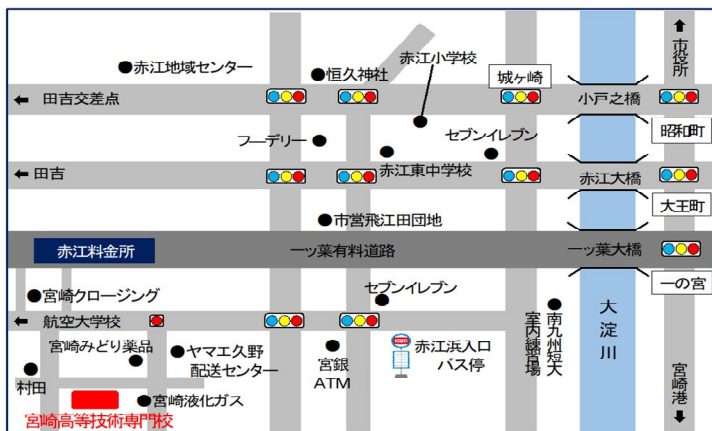 市役所
赤江小学校
赤江地域センター
恒久神社
城ヶ崎
田吉交差点
小戸之橋
フーデリー
セブンイレブン
昭和町
田吉
赤江東中学校
赤江大橋
大王町
市営飛江田団地
赤江料金所
一ッ葉有料道路
一ッ葉大橋
一の宮
宮崎クロージング
セブンイレブン
航空大学校
宮崎みどり薬品
ヤマエ久野
配送センター
宮銀
ATM
赤江浜入口
バス停
室内練習場
南九州短大
大淀川
宮崎港
村田
宮崎液化ガス
宮崎高等技術専門校